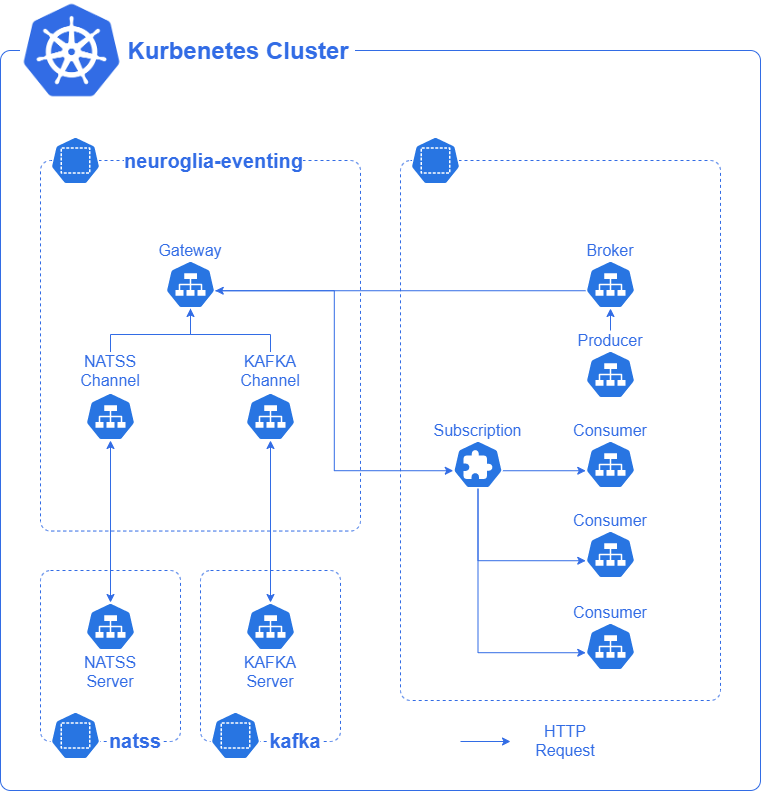 Kurbenetes Cluster
neuroglia-eventing
Gateway
Broker
Producer
NATSS
Channel
KAFKA
Channel
Subscription
Consumer
Consumer
Consumer
NATSS
Server
KAFKA
Server
natss
kafka
HTTP
Request